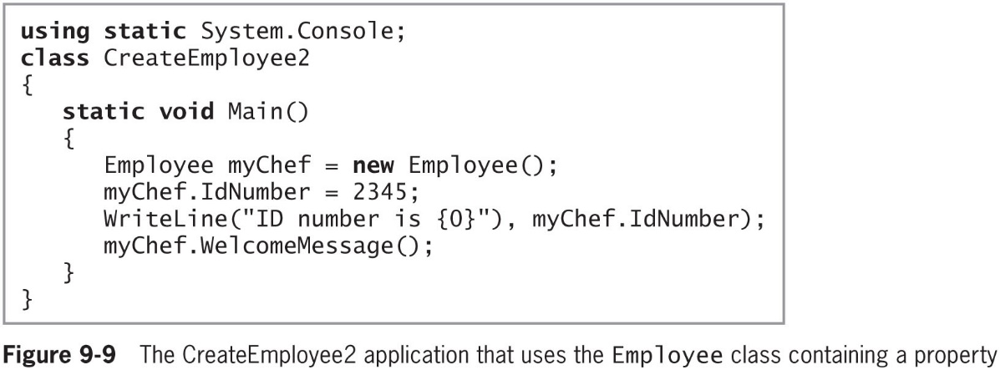 using static System.Console;
class CreateEmployee2
{
   static void Main()
   {
      Employee myChef = new Employee();
      myChef.IdNumber = 2345;
      WriteLine("ID number is {0}"), myChef.IdNumber);
      myChef.WelcomeMessage();
   }
}
Figure 9-9 The CreateEmployee2 application that uses the Employee class containing a property